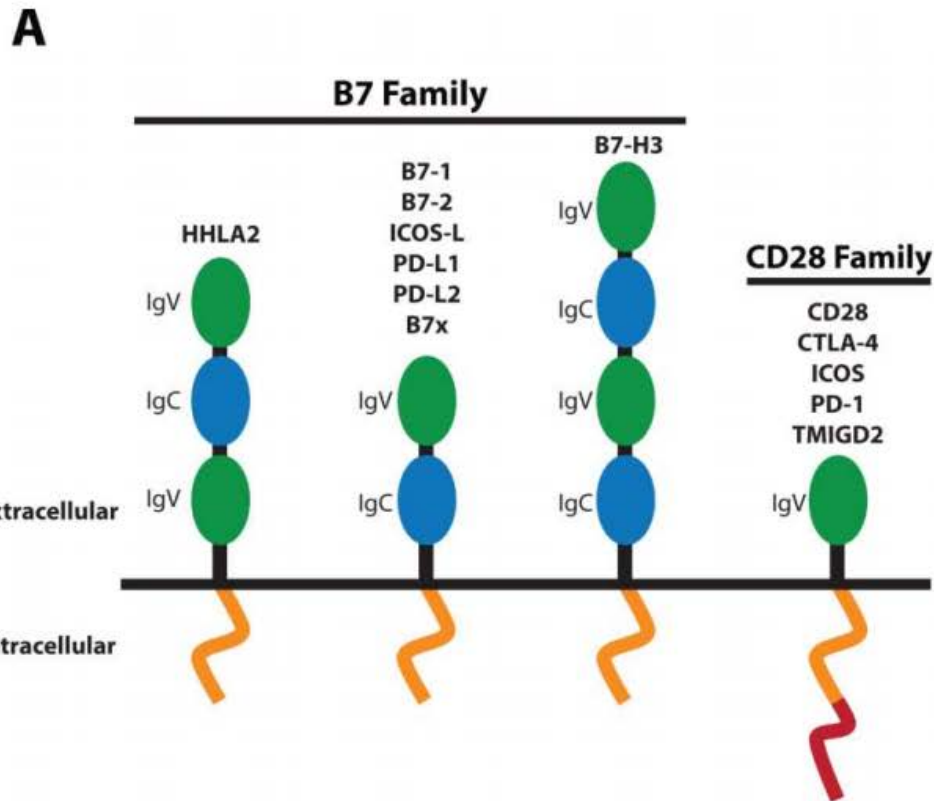 A
B7 Family
HHLA2
IgV
IgC
IgV
B7-1
B7-2
ICOS-L
PD-L1
PD-L2
B7x
IgV
IgC
B7-H3
IgV
IgC
IgV
IgC
CD28 Family
CD28
CTLA-4
ICOS
PD-1
TMIGD2
IgV
xtracellular
tracellular